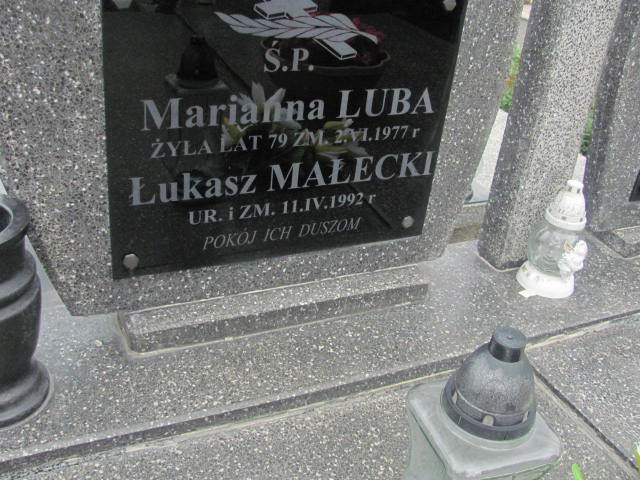 Ś.P.
Marianna LUBA
ŻYŁA LAT 79 ZM. 2.VI.1977 r
Łukasz MAŁECKI
UR. i ZM. 11.IV.1992 r
POKÓJ ICH DUSZOM